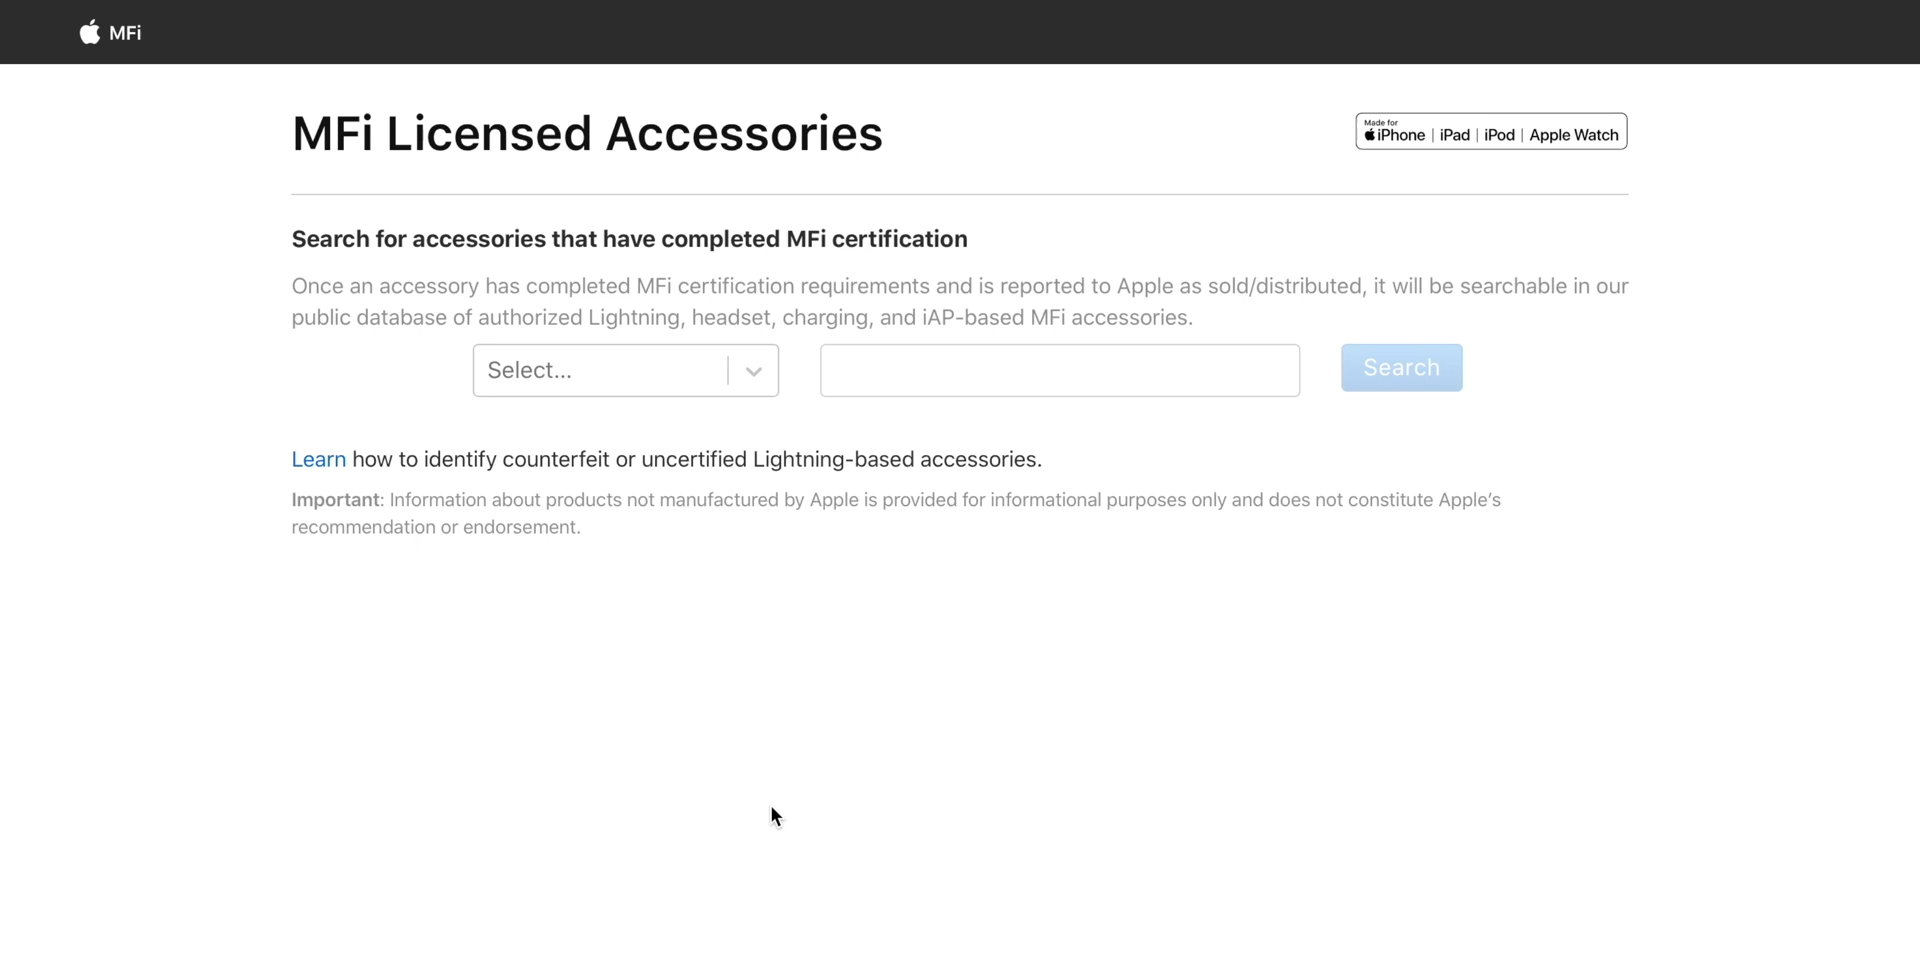 MFi
MFi Licensed Accessories
Made for
iPhone | iPad | iPod | Apple Watch
Search for accessories that have completed MFi certification
Once an accessory has completed MFi certification requirements and is reported to Apple as sold/distributed, it will be searchable in our
public database of authorized Lightning, headset, charging, and iAP-based MFi accessories.
Select...
Search
Learn how to identify counterfeit or uncertified Lightning-based accessories.
Important: Information about products not manufactured by Apple is provided for informational purposes only and does not constitute Apple’s
recommendation or endorsement.